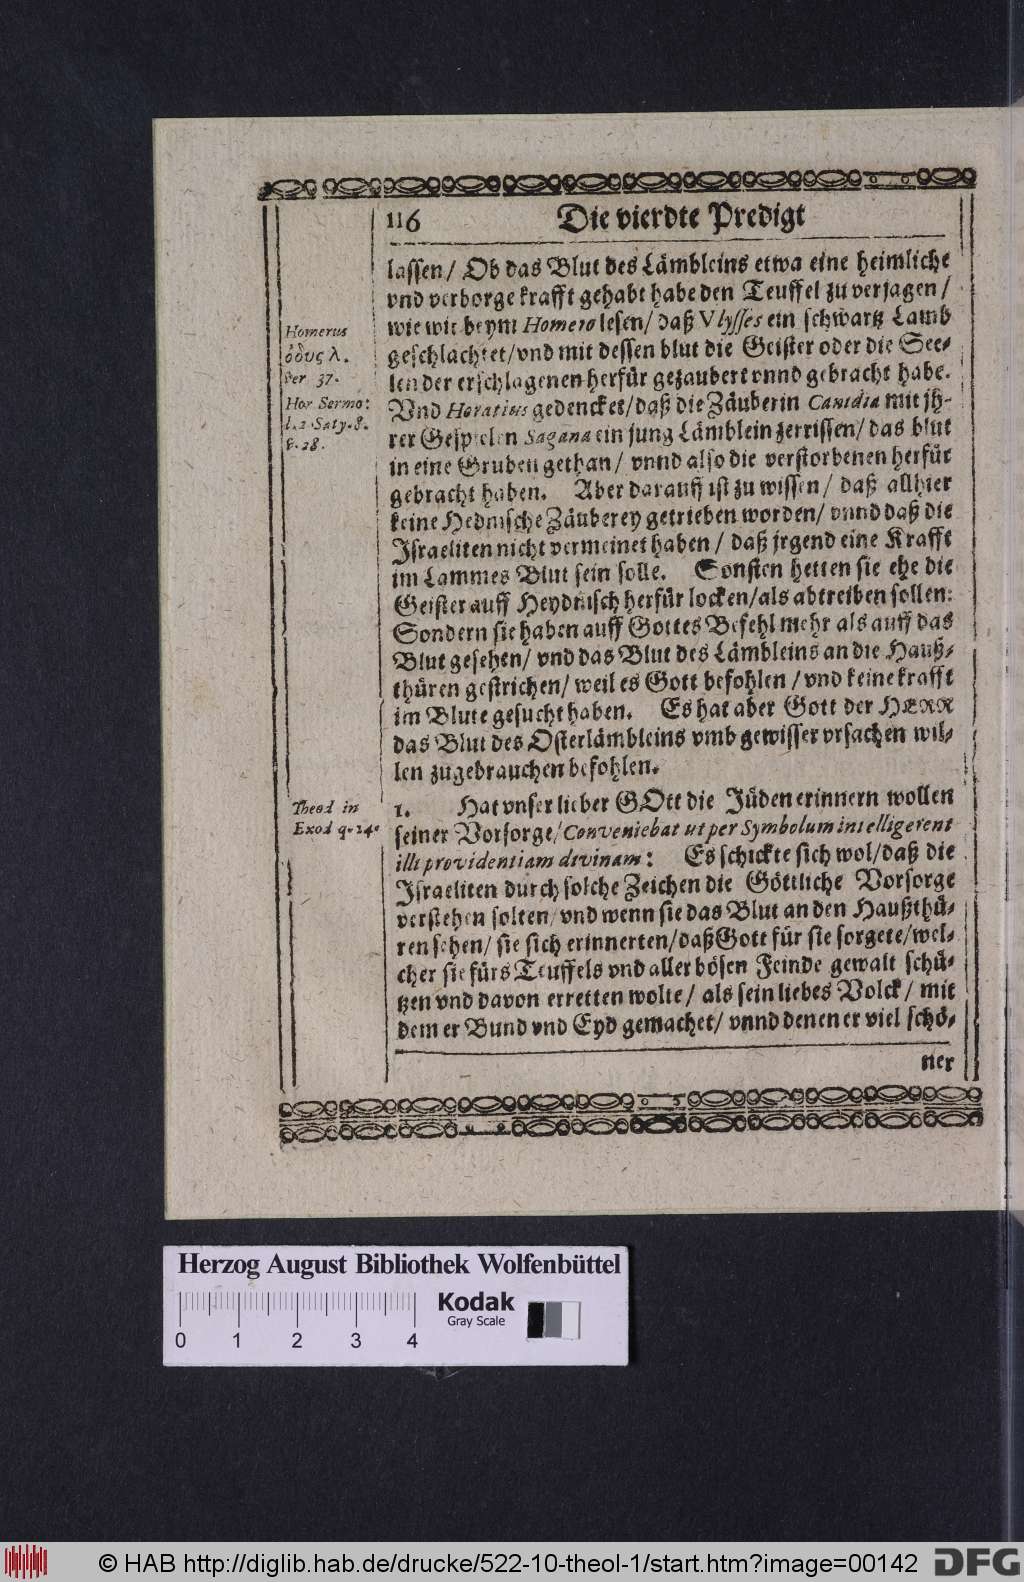 116 Die vierdte Predigt
lassen / Ob das Blut des Lämbleins etwa eine heimliche
vnd verborge krafft gehabt habe den Teuffel zu verjagen /
wie wir beym Homero lesen / daß Vlysses ein schwartz Lamb
geschlachtet / vnd mit dessen blut die Geister oder die See-
len der erschlagenen herfür gezaubert vnnd gebracht habe.
Vnd Horatius gedencket / daß die Zäuberin Canidia mit jh-
rer Gespielen Sagana ein jung Lämblein zerrissen / das blut
in eine Gruben gethan / vnnd also die verstorbenen herfür
gebracht haben. Aber darauff ist zu wissen / daß allhier
keine Hednische Zäuberey getrieben worden / vnnd daß die
Israeliten nicht vermeinet haben / daß jrgend eine Krafft
im Lammes Blut sein solle. Sonsten hetten sie ehe die
Geister auff Heydnisch herfür locken / als abtreiben sollen:
Sondern sie haben auff Gottes Befehl mehr als auff das
Blut gesehen / vnd das Blut des Lämbleins an die Hauß-
thüren gestrichen / weil es Gott befohlen / vnd keine krafft
im Blute gesucht haben. Es hat aber Gott der HERR
das Blut des Osterlämbleins vmb gewisser vrsachen wil-
len zugebrauchen befohlen.
1. Hat vnser lieber GOtt die Jüden erinnern wollen
seiner Vorsorge / Conveniebat ut per Symbolum intelligerent
illi providentiam divinam: Es schickte sich wol / daß die
Israeliten durch solche Zeichen die Göttliche Vorsorge
verstehen solten / vnd wenn sie das Blut an den Haußthü-
ren sehen / sie sich erinnerten / daß Gott für sie sorgete / wel-
cher sie fürs Teuffels vnd aller bösen Feinde gewalt schü-
tzen vnd davon erretten wolte / als sein liebes Volck / mit
dem er Bund vnd Eyd gemachet / vnnd denen er viel schö-
ner
Homerus
ὀδυς λ.
ver 37.
Hor Sermo:
l. 2 Saty. 8.
f. 28.
Theod in
Exod q. 24.
Herzog August Bibliothek Wolfenbüttel
Kodak
Gray Scale
0 1 2 3 4
© HAB http://diglib.hab.de/drucke/522-10-theol-1/start.htm?image=00142
DFG